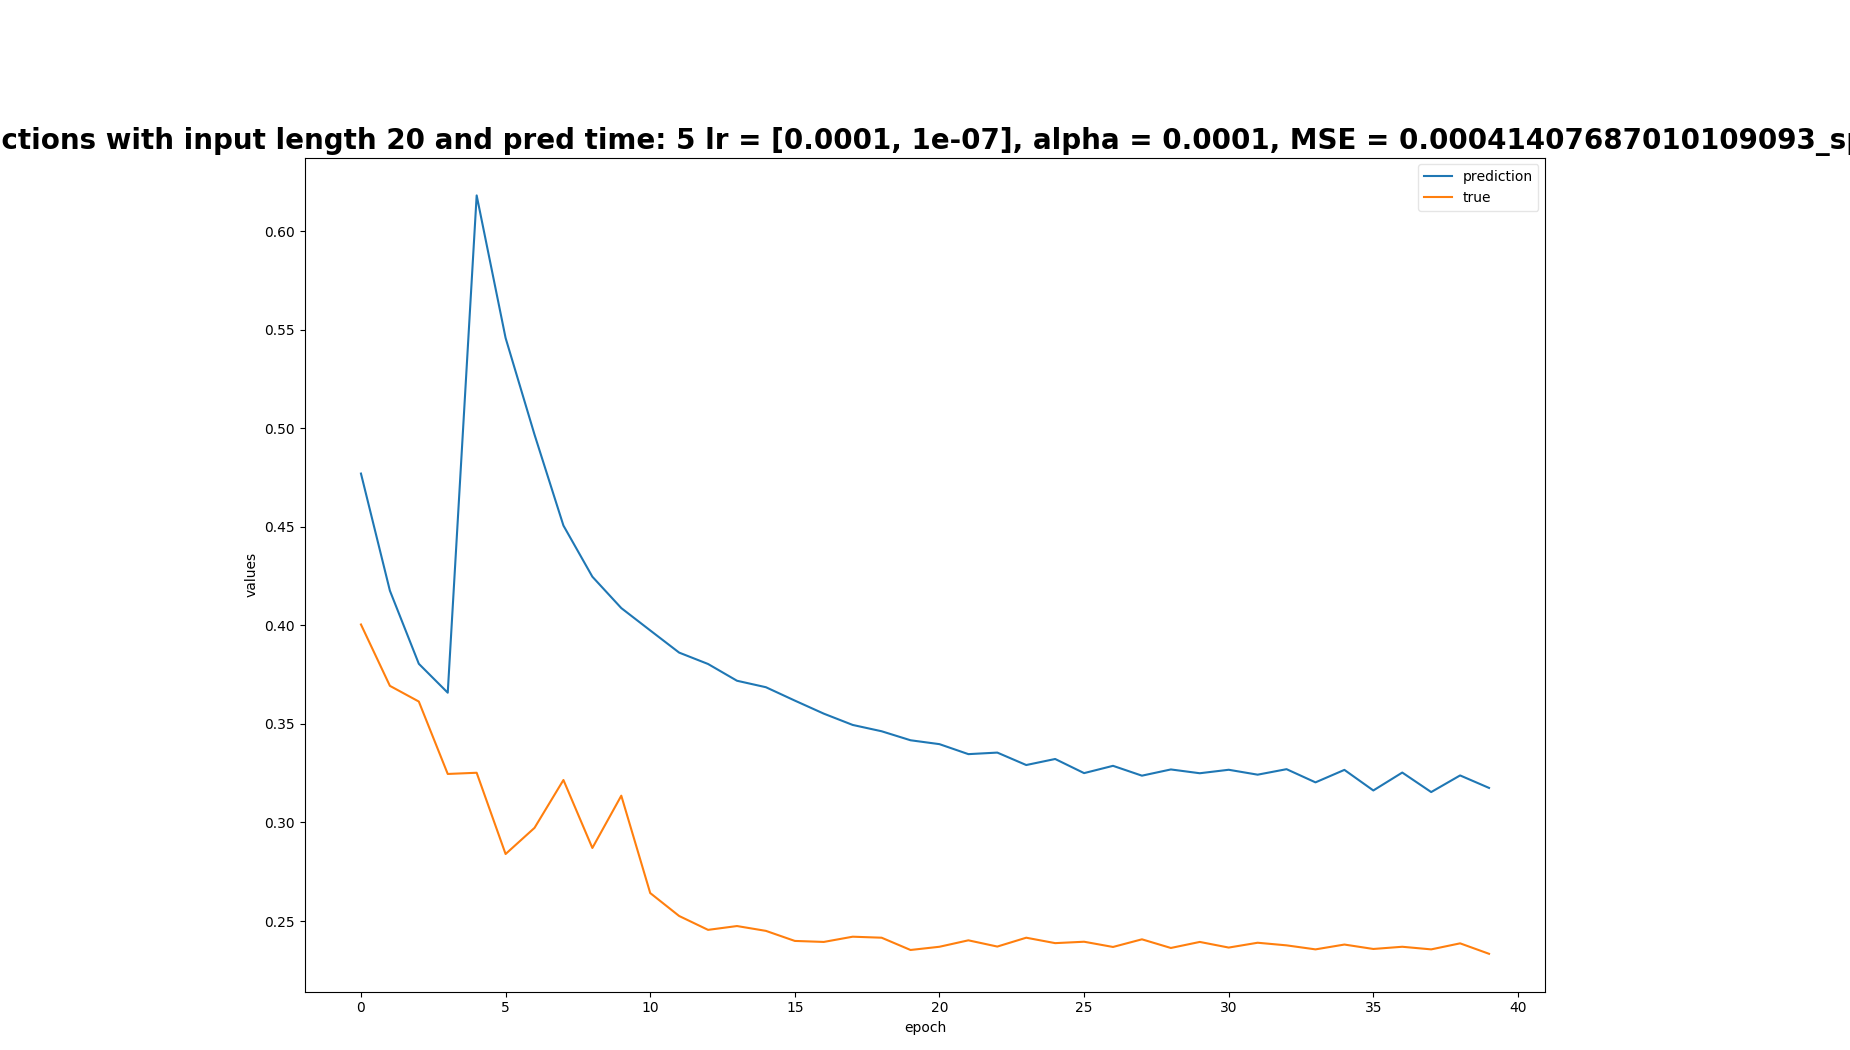 ctions with input length 20 and pred time: 5 lr = [0.0001, 1e-07], alpha = 0.0001, MSE = 0.00041407687010109093_sp
prediction
true
0.60
0.55
0.50
0.45
0.40
0.35
0.30
0.25
values
0 5 10 15 20 25 30 35 40
epoch